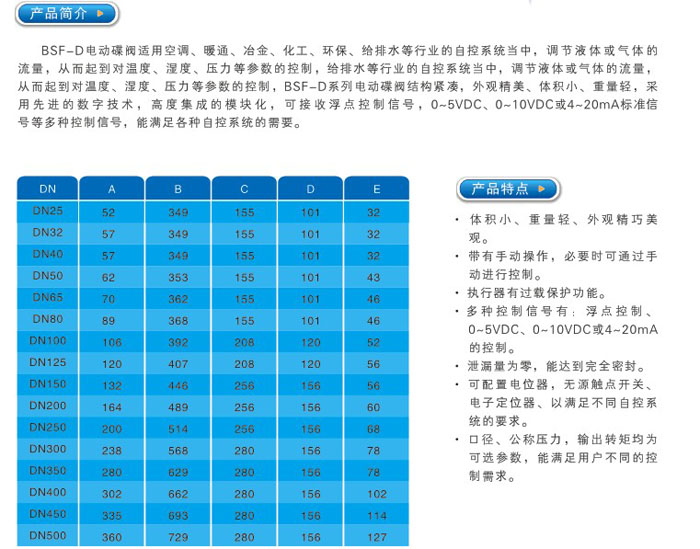 产品简介
BSF-D电动碟阀适用空调、暖通、冶金、化工、环保、给排水等行业的自控系统当中，调节液体或气体的
流量，从而起到对温度、湿度、压力等参数的控制，给排水等行业的自控系统当中，调节液体或气体的流量，
从而起到对温度、湿度、压力等参数的控制，BSF-D系列电动碟阀结构紧凑，外观精美、体积小、重量轻，采
用先进的数字技术，高度集成的模块化，可接收浮点控制信号，0~5VDC、0~10VDC或4~20mA标准信
号等多种控制信号，能满足各种自控系统的需要。
DN A B C D E
DN25 52 349 155 101 32
DN32 57 349 155 101 32
DN40 57 349 155 101 32
DN50 62 353 155 101 43
DN65 70 362 155 101 46
DN80 89 368 155 101 46
DN100 106 392 208 120 52
DN125 120 407 208 120 56
DN150 132 446 256 156 56
DN200 164 489 256 156 60
DN250 200 514 256 156 68
DN300 238 568 280 156 78
DN350 280 629 280 156 78
DN400 302 662 280 156 102
DN450 335 693 280 156 114
DN500 360 729 280 156 127
产品特点
· 体积小、重量轻、外观精巧美
观。
· 带有手动操作，必要时可通过手
动进行控制。
· 执行器有过载保护功能。
· 多种控制信号有：浮点控制、
0~5VDC、0~10VDC或4~20mA
的控制。
· 泄漏量为零，能达到完全密封。
· 可配置电位器，无源触点开关、
电子定位器、以满足不同自控系
统的要求。
· 口径、公称压力，输出转矩均为
可选参数，能满足用户不同的控
制需求。